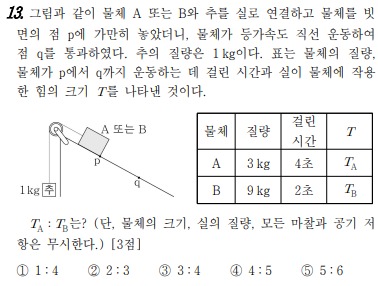 13. 그림과 같이 물체 A 또는 B와 추를 실로 연결하고 물체를 빗
면의 점 p에 가만히 놓았더니, 물체가 등가속도 직선 운동하여
점 q를 통과하였다. 추의 질량은 1kg이다. 표는 물체의 질량,
물체가 p에서 q까지 운동하는 데 걸린 시간과 실이 물체에 작용
한 힘의 크기 T를 나타낸 것이다.
A 또는 B
p
q
1kg 추
물체 질량 걸린 시간 T
A 3kg 4초 T_A
B 9kg 2초 T_B
T_A : T_B는? (단, 물체의 크기, 실의 질량, 모든 마찰과 공기 저
항은 무시한다.) [3점]
① 1:4 ② 2:3 ③ 3:4 ④ 4:5 ⑤ 5:6